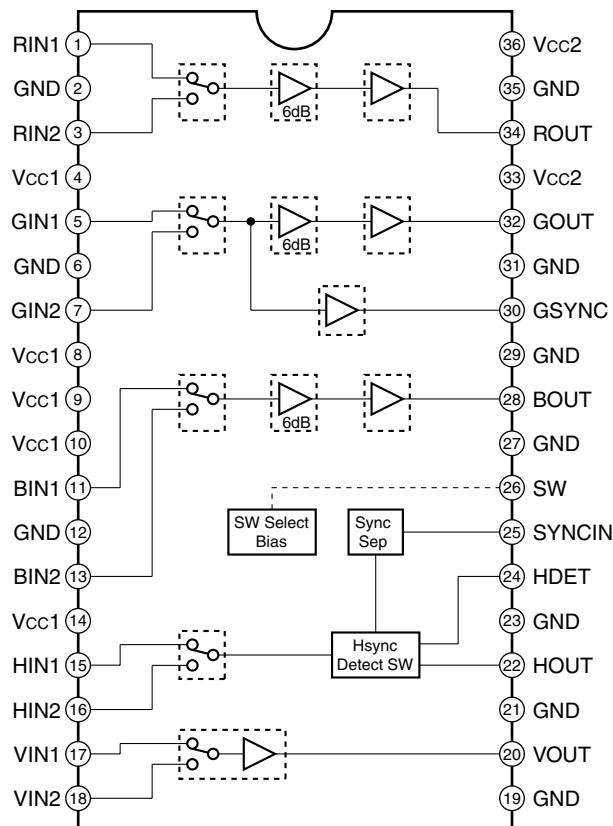 RIN1 1 36 Vcc2
GND 2 35 GND
6dB
RIN2 3 34 ROUT
Vcc1 4 33 Vcc2
GIN1 5 32 GOUT
6dB
GND 6 31 GND
GIN2 7 30 GSYNC
Vcc1 8 29 GND
Vcc1 9 28 BOUT
6dB
Vcc1 10 27 GND
BIN1 11 26 SW
SW Select
Bias
Sync
Sep
GND 12 25 SYNCIN
BIN2 13 24 HDET
Vcc1 14 23 GND
Hsync
Detect SW
HIN1 15 22 HOUT
HIN2 16 21 GND
VIN1 17 20 VOUT
VIN2 18 19 GND